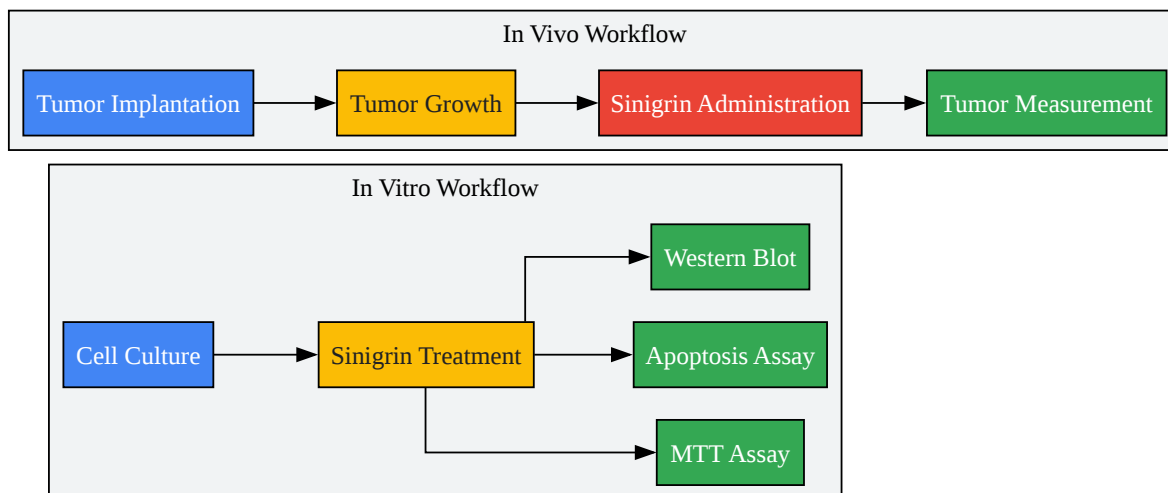 In Vivo Workflow
Tumor Implantation
Tumor Growth
Sinigrin Administration
Tumor Measurement
In Vitro Workflow
Western Blot
Cell Culture
Sinigrin Treatment
Apoptosis Assay
MTT Assay